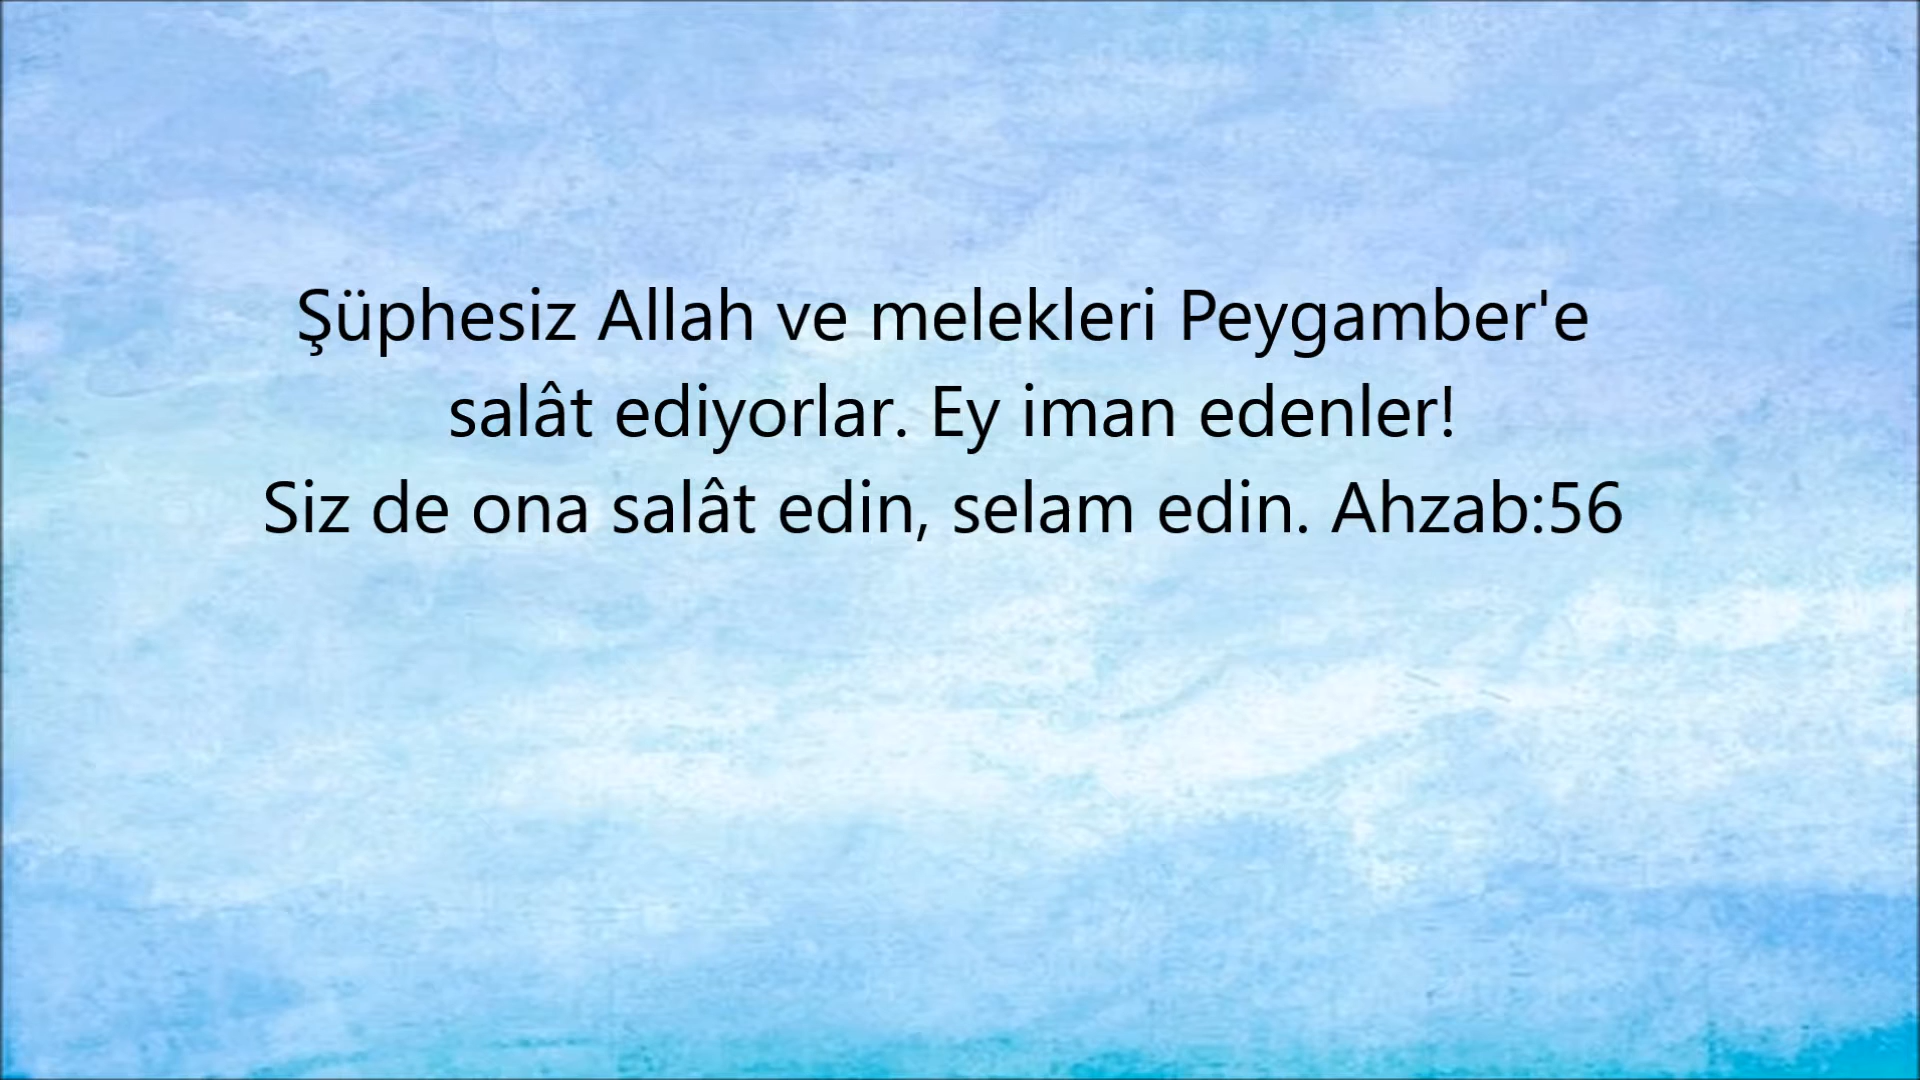 Şüphesiz Allah ve melekleri Peygamber'e
salât ediyorlar. Ey iman edenler!
Siz de ona salât edin, selam edin. Ahzab:56